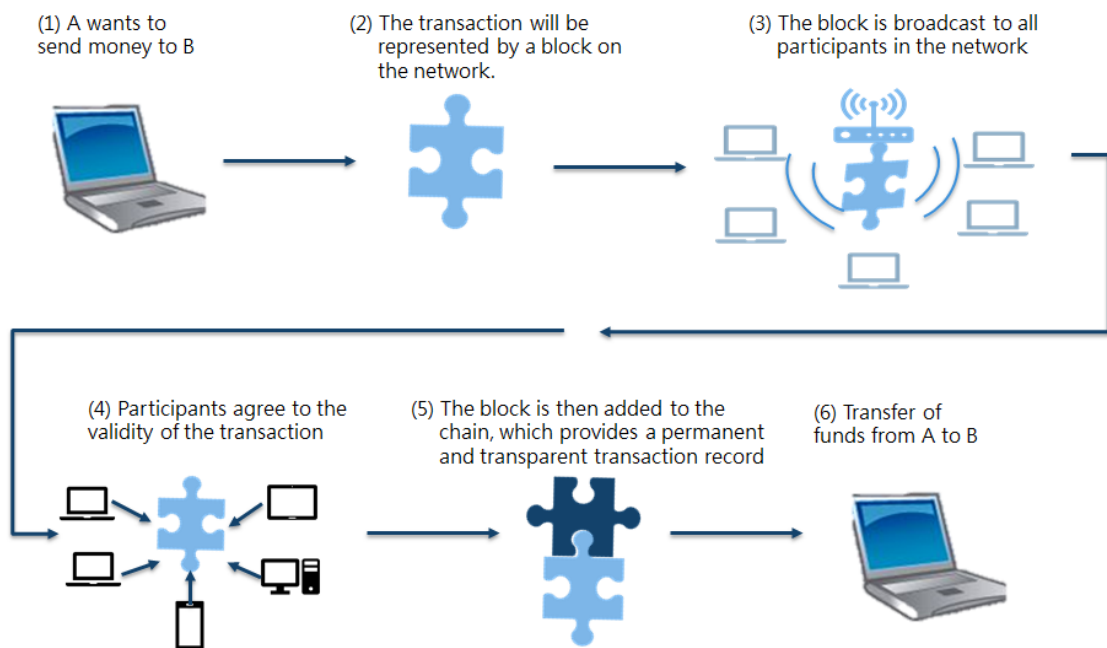 (1) A wants to
send money to B
(2) The transaction will be
represented by a block on
the network.
(3) The block is broadcast to all
participants in the network
(4) Participants agree to the
validity of the transaction
(5) The block is then added to the
chain, which provides a permanent
and transparent transaction record
(6) Transfer of
funds from A to B